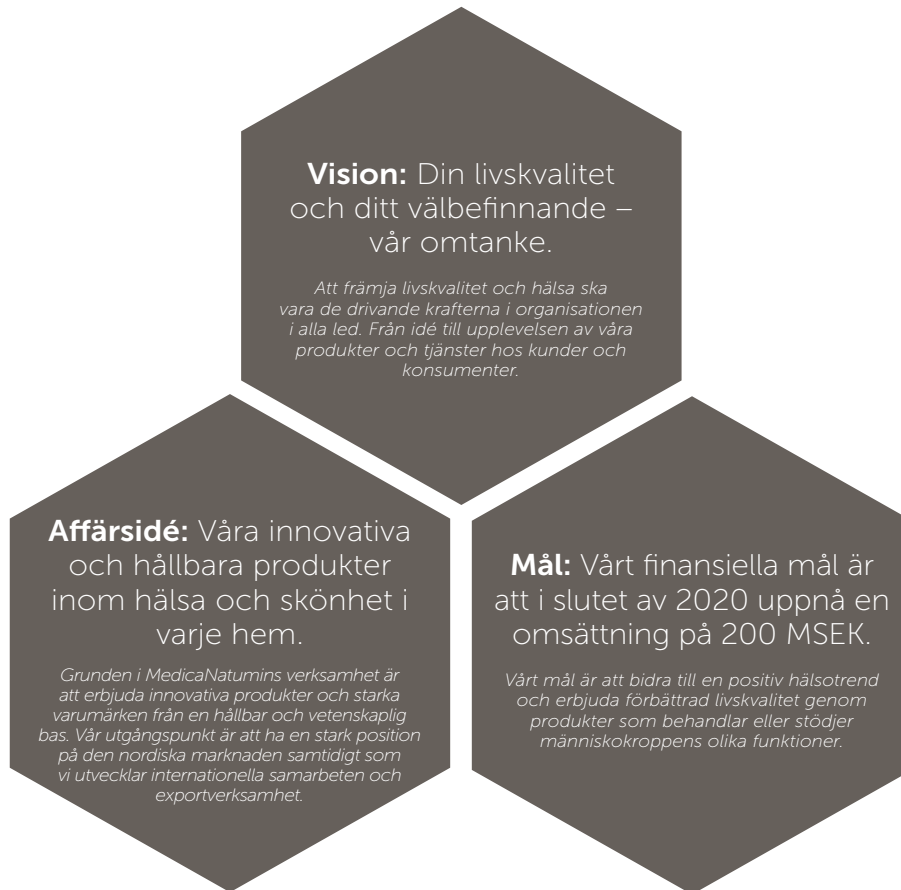 Vision: Din livskvalitet
och ditt välbefinnande –
vår omtanke.
Att främja livskvalitet och hälsa ska
vara de drivande krafterna i organisationen
i alla led. Från idé till upplevelsen av våra
produkter och tjänster hos kunder och
konsumenter.
Affärsidé: Våra innovativa
och hållbara produkter
inom hälsa och skönhet i
varje hem.
Grunden i MedicaNatumins verksamhet är
att erbjuda innovativa produkter och starka
varumärken från en hållbar och vetenskaplig
bas. Vår utgångspunkt är att ha en stark position
på den nordiska marknaden samtidigt som
vi utvecklar internationella samarbeten och
exportverksamhet.
Mål: Vårt finansiella mål är
att i slutet av 2020 uppnå en
omsättning på 200 MSEK.
Vårt mål är att bidra till en positiv hälsotrend
och erbjuda förbättrad livskvalitet genom
produkter som behandlar eller stödjer
människokroppens olika funktioner.